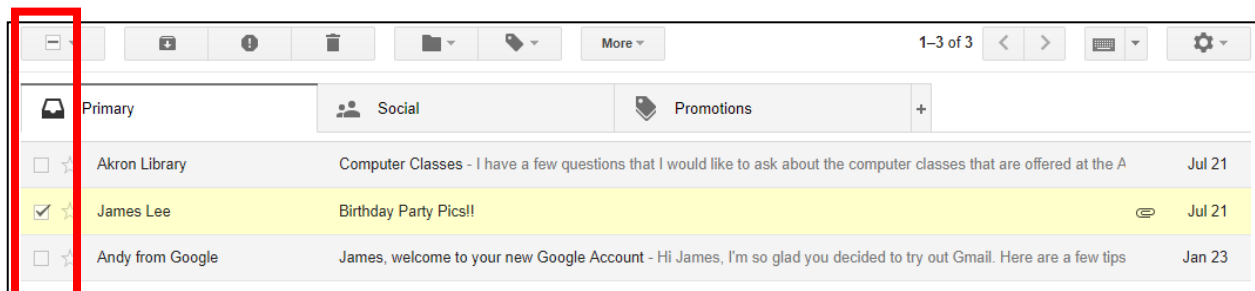 More 1–3 of 3
Primary Social Promotions +
Akron Library Computer Classes - I have a few questions that I would like to ask about the computer classes that are offered at the A Jul 21
James Lee Birthday Party Pics!! Jul 21
Andy from Google James, welcome to your new Google Account - Hi James, I'm so glad you decided to try out Gmail. Here are a few tips Jan 23